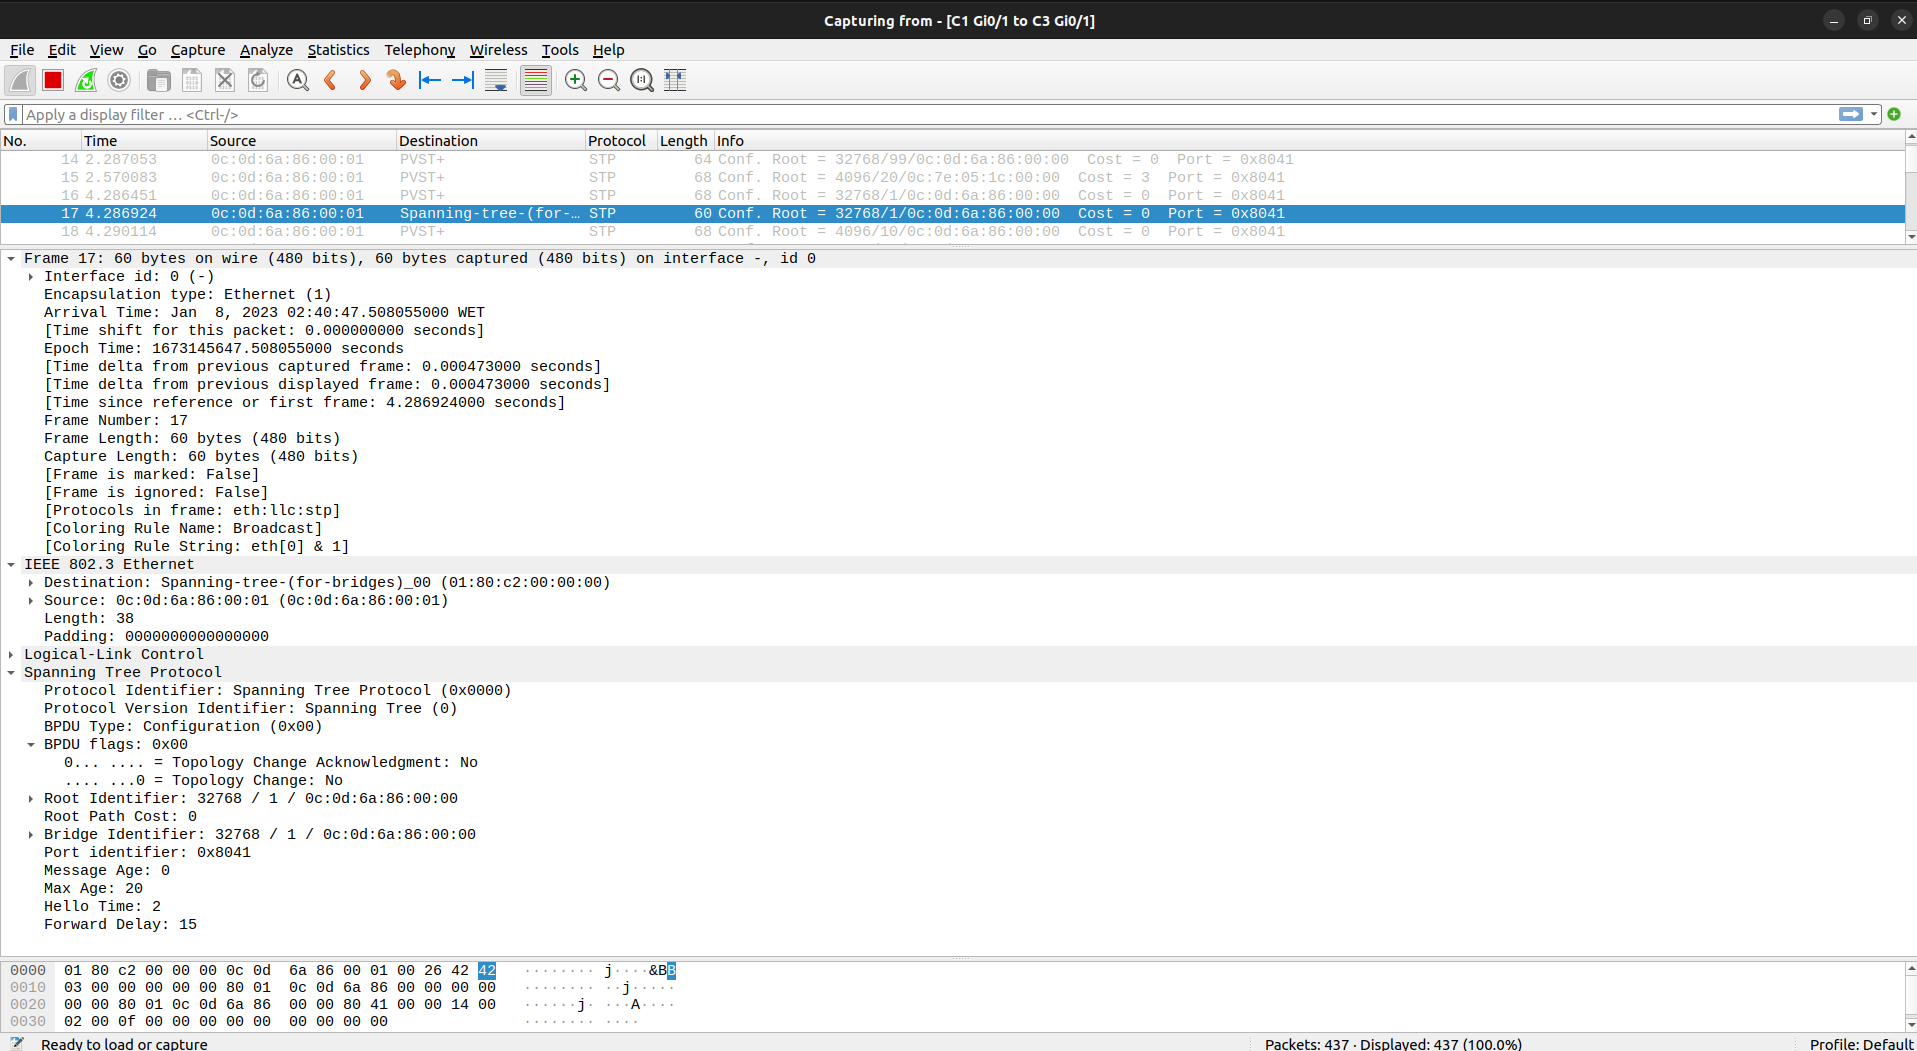 Capturing from - [C1 Gi0/1 to C3 Gi0/1]
File Edit View Go Capture Analyze Statistics Telephony Wireless Tools Help
Apply a display filter … <Ctrl-/>
No. Time Source Destination Protocol Length Info
14 2.287053 0c:0d:6a:86:00:01 PVST+ STP 64 Conf. Root = 32768/99/0c:0d:6a:86:00:00 Cost = 0 Port = 0x8041
15 2.570083 0c:0d:6a:86:00:01 PVST+ STP 68 Conf. Root = 4096/20/0c:7e:05:1c:00:00 Cost = 3 Port = 0x8041
16 4.286451 0c:0d:6a:86:00:01 PVST+ STP 68 Conf. Root = 32768/1/0c:0d:6a:86:00:00 Cost = 0 Port = 0x8041
17 4.286924 0c:0d:6a:86:00:01 Spanning-tree-(for-… STP 60 Conf. Root = 32768/1/0c:0d:6a:86:00:00 Cost = 0 Port = 0x8041
18 4.290114 0c:0d:6a:86:00:01 PVST+ STP 68 Conf. Root = 4096/10/0c:0d:6a:86:00:00 Cost = 0 Port = 0x8041
Frame 17: 60 bytes on wire (480 bits), 60 bytes captured (480 bits) on interface -, id 0
Interface id: 0 (-)
Encapsulation type: Ethernet (1)
Arrival Time: Jan  8, 2023 02:40:47.508055000 WET
[Time shift for this packet: 0.000000000 seconds]
Epoch Time: 1673145647.508055000 seconds
[Time delta from previous captured frame: 0.000473000 seconds]
[Time delta from previous displayed frame: 0.000473000 seconds]
[Time since reference or first frame: 4.286924000 seconds]
Frame Number: 17
Frame Length: 60 bytes (480 bits)
Capture Length: 60 bytes (480 bits)
[Frame is marked: False]
[Frame is ignored: False]
[Protocols in frame: eth:llc:stp]
[Coloring Rule Name: Broadcast]
[Coloring Rule String: eth[0] & 1]
IEEE 802.3 Ethernet
Destination: Spanning-tree-(for-bridges)_00 (01:80:c2:00:00:00)
Source: 0c:0d:6a:86:00:01 (0c:0d:6a:86:00:01)
Length: 38
Padding: 0000000000000000
Logical-Link Control
Spanning Tree Protocol
Protocol Identifier: Spanning Tree Protocol (0x0000)
Protocol Version Identifier: Spanning Tree (0)
BPDU Type: Configuration (0x00)
BPDU flags: 0x00
0... .... = Topology Change Acknowledgment: No
.... ...0 = Topology Change: No
Root Identifier: 32768 / 1 / 0c:0d:6a:86:00:00
Root Path Cost: 0
Bridge Identifier: 32768 / 1 / 0c:0d:6a:86:00:00
Port identifier: 0x8041
Message Age: 0
Max Age: 20
Hello Time: 2
Forward Delay: 15
0000 01 80 c2 00 00 00 0c 0d 6a 86 00 01 00 26 42 42 ········ j····&BB
0010 03 00 00 00 00 00 80 01 0c 0d 6a 86 00 00 00 00 ········ ··j·····
0020 00 00 80 01 0c 0d 6a 86 00 00 80 41 00 00 14 00 ······j· ···A····
0030 02 00 0f 00 00 00 00 00 00 00 00 00 ········ ····
Ready to load or capture
Packets: 437 · Displayed: 437 (100.0%)
Profile: Default